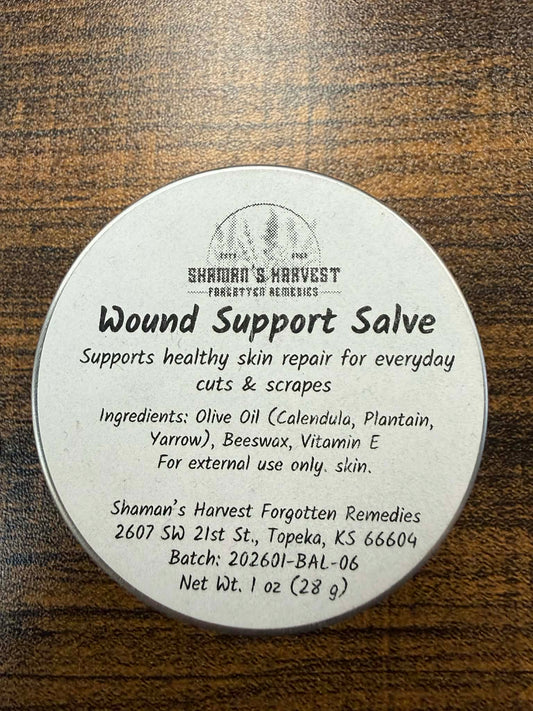 SHAMAN'S HARVEST
FORGOTTEN REMEDIES
Wound Support Salve
Supports healthy skin repair for everyday
cuts & scrapes
Ingredients: Olive Oil (Calendula, Plantain,
Yarrow), Beeswax, Vitamin E
For external use only. skin.
Shaman's Harvest Forgotten Remedies
2607 SW 21st St., Topeka, KS 66604
Batch: 202601-BAL-06
Net Wt. 1 oz (28 g)